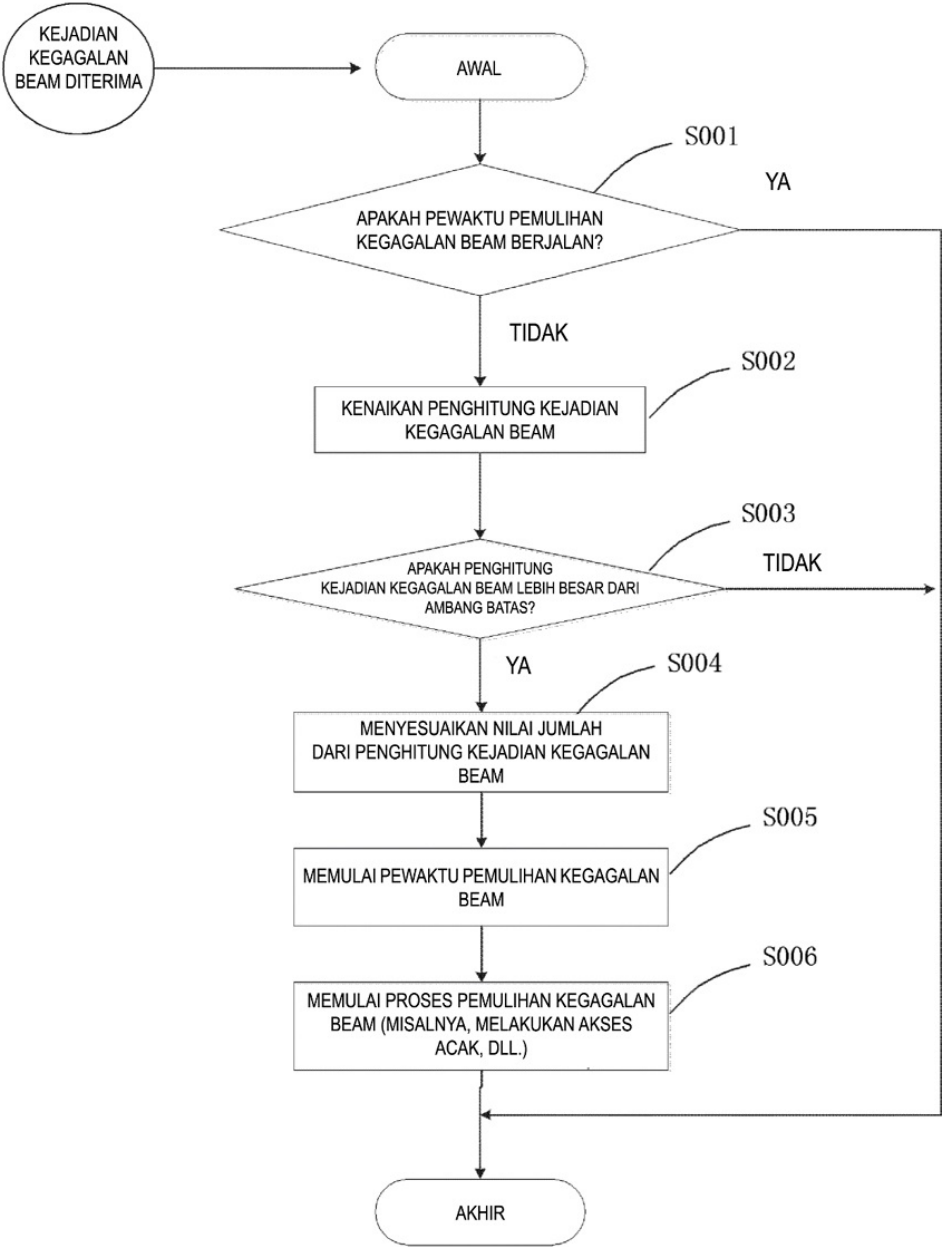 KEJADIAN
KEGAGALAN
BEAM DITERIMA
AWAL
S001
YA
APAKAH PEWAKTU PEMULIHAN
KEGAGALAN BEAM BERJALAN?
TIDAK
S002
KENAIKAN PENGHITUNG KEJADIAN
KEGAGALAN BEAM
S003
TIDAK
APAKAH PENGHITUNG
KEJADIAN KEGAGALAN BEAM LEBIH BESAR DARI
AMBANG BATAS?
YA
S004
MENYESUAIKAN NILAI JUMLAH
DARI PENGHITUNG KEJADIAN KEGAGALAN
BEAM
S005
MEMULAI PEWAKTU PEMULIHAN KEGAGALAN
BEAM
S006
MEMULAI PROSES PEMULIHAN KEGAGALAN
BEAM (MISALNYA, MELAKUKAN AKSES
ACAK, DLL.)
AKHIR